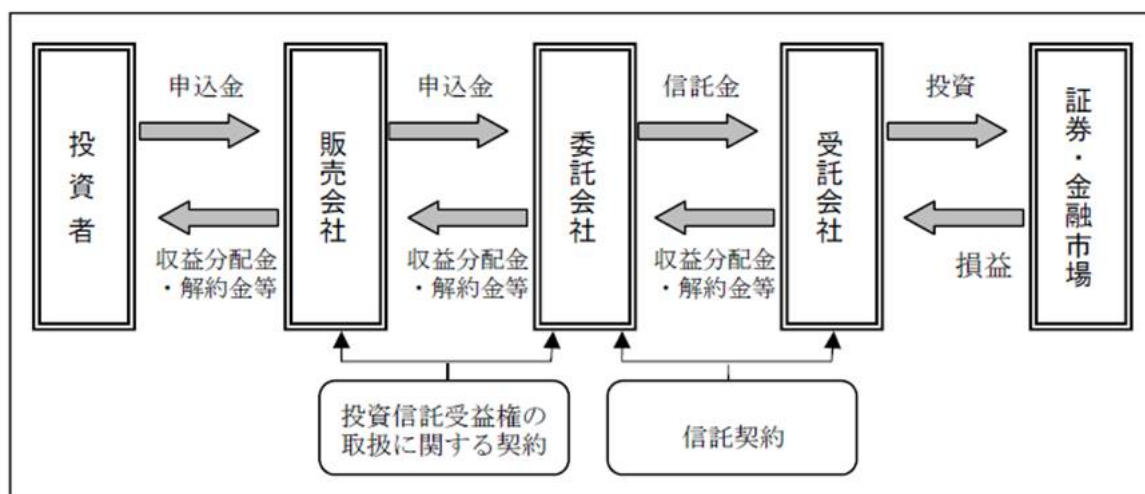 申込金
申込金
信託金
投資
投資者
販売会社
委託会社
受託会社
証券・金融市場
収益分配金
・解約金等
収益分配金
・解約金等
収益分配金
・解約金等
損益
投資信託受益権の
取扱に関する契約
信託契約